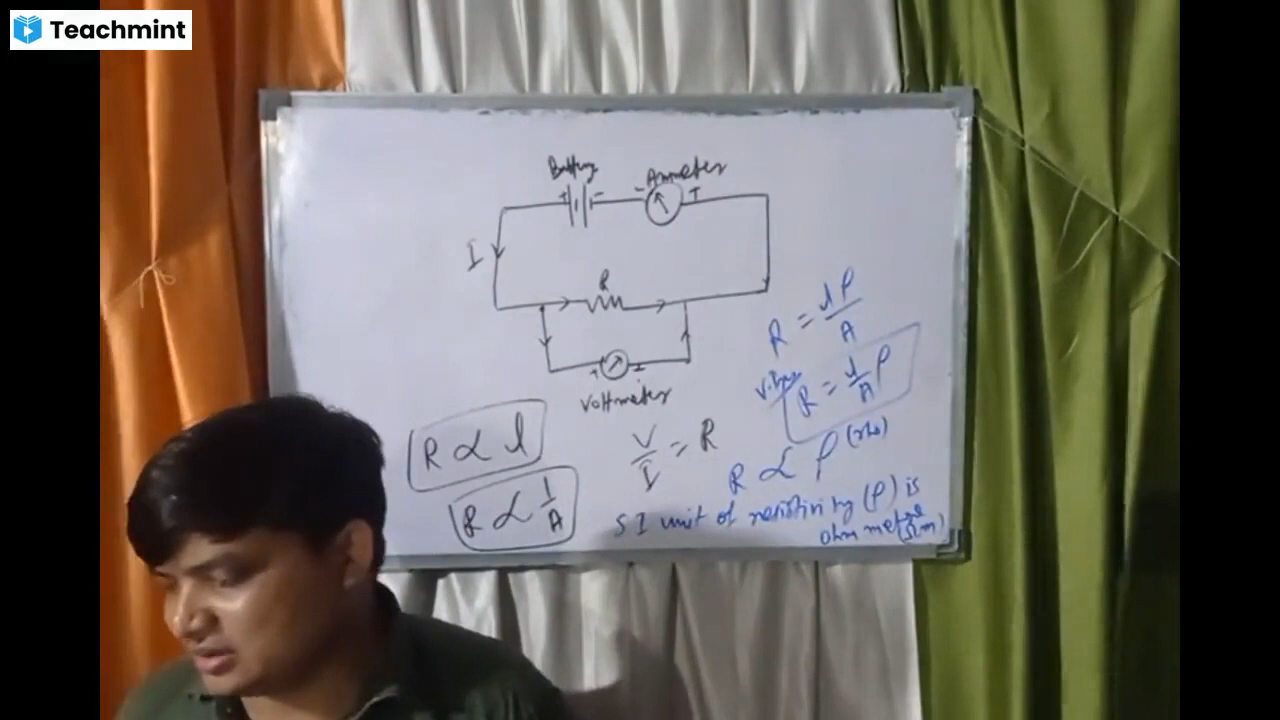 Teachmint
Battery
+ -
- Ammeter +
I
R
Voltmeter
R = lρ/A
R = l/A ρ
R ∝ l
V/I = R
R ∝ ρ (rho)
R ∝ 1/A
SI unit of resistivity (ρ) is
ohm metre
(Ωm)